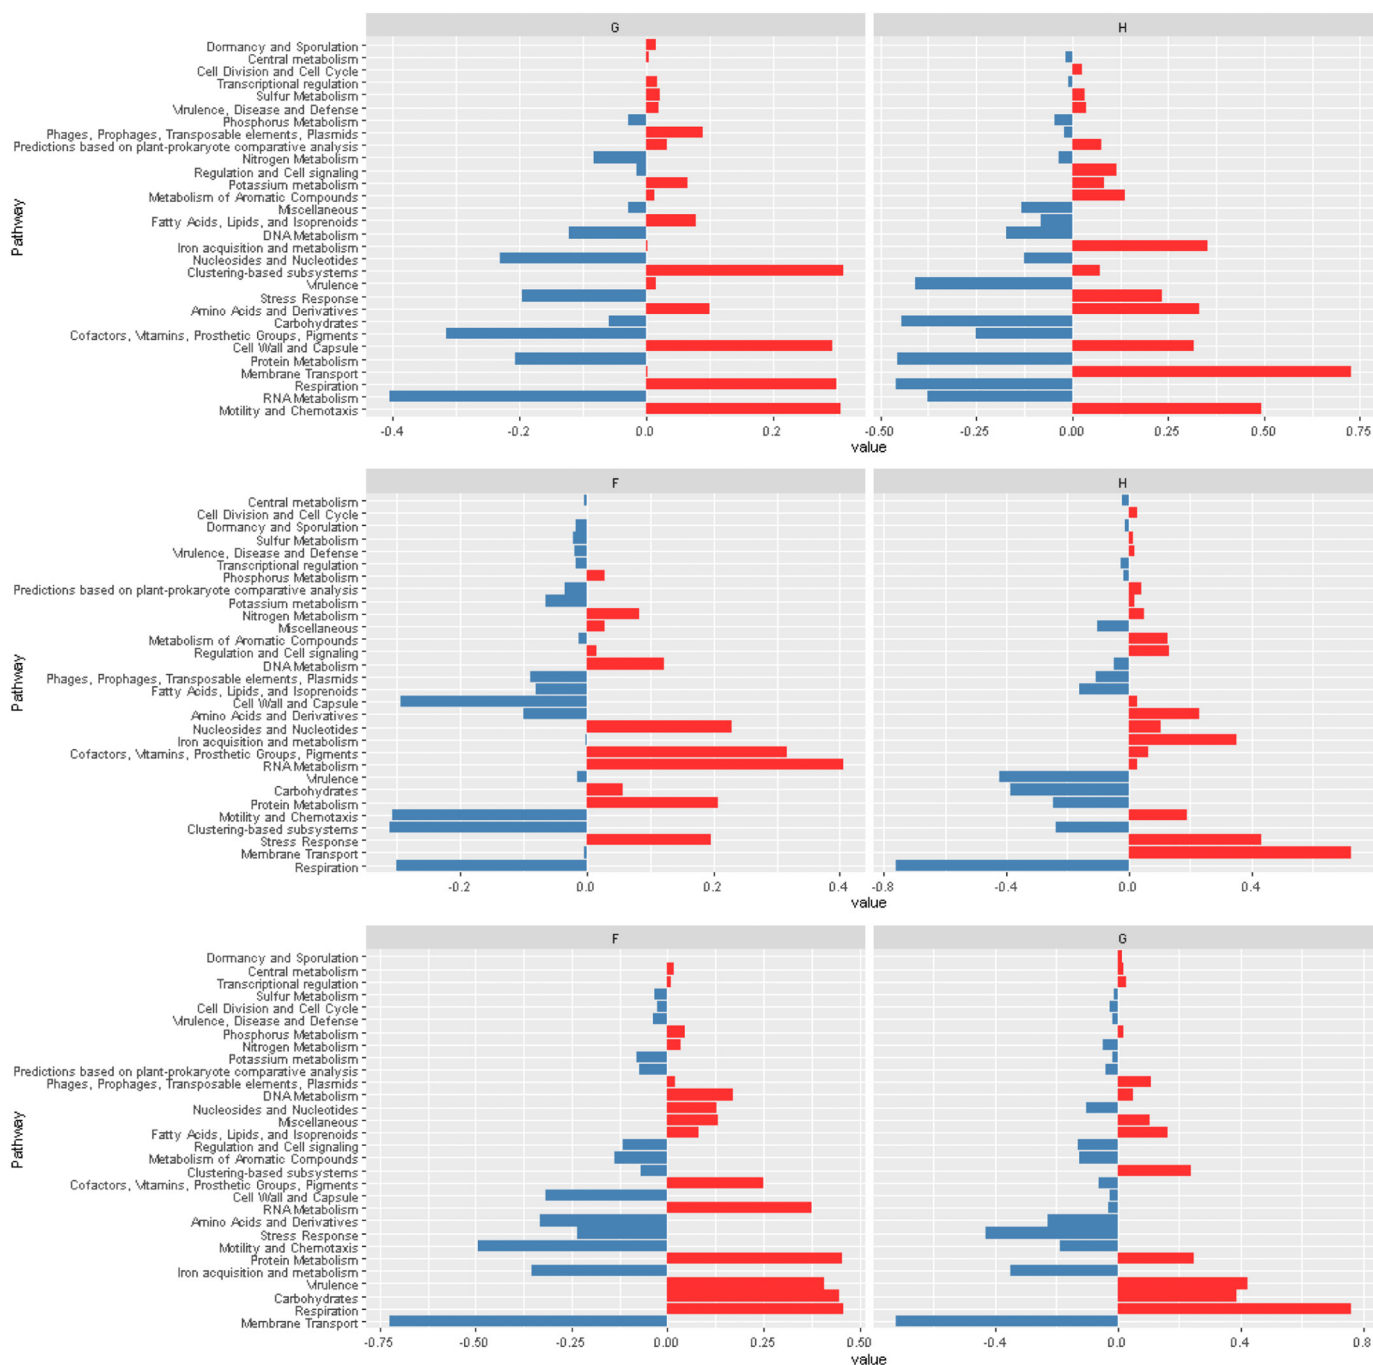 G
H
Dormancy and Sporulation
Central metabolism
Cell Division and Cell Cycle
Transcriptional regulation
Sulfur Metabolism
Virulence, Disease and Defense
Phosphorus Metabolism
Phages, Prophages, Transposable elements, Plasmids
Predictions based on plant-prokaryote comparative analysis
Nitrogen Metabolism
Regulation and Cell signaling
Potassium metabolism
Metabolism of Aromatic Compounds
Miscellaneous
Fatty Acids, Lipids, and Isoprenoids
DNA Metabolism
Iron acquisition and metabolism
Nucleosides and Nucleotides
Clustering-based subsystems
Virulence
Stress Response
Amino Acids and Derivatives
Carbohydrates
Cofactors, Vitamins, Prosthetic Groups, Pigments
Cell Wall and Capsule
Protein Metabolism
Membrane Transport
Respiration
RNA Metabolism
Motility and Chemotaxis
Pathway
-0.4 -0.2 0.0 0.2
-0.50 -0.25 0.00 0.25 0.50 0.75
value
value
F
H
Central metabolism
Cell Division and Cell Cycle
Dormancy and Sporulation
Sulfur Metabolism
Virulence, Disease and Defense
Transcriptional regulation
Phosphorus Metabolism
Predictions based on plant-prokaryote comparative analysis
Potassium metabolism
Nitrogen Metabolism
Miscellaneous
Metabolism of Aromatic Compounds
Regulation and Cell signaling
DNA Metabolism
Phages, Prophages, Transposable elements, Plasmids
Fatty Acids, Lipids, and Isoprenoids
Cell Wall and Capsule
Amino Acids and Derivatives
Nucleosides and Nucleotides
Iron acquisition and metabolism
Cofactors, Vitamins, Prosthetic Groups, Pigments
RNA Metabolism
Virulence
Carbohydrates
Protein Metabolism
Motility and Chemotaxis
Clustering-based subsystems
Stress Response
Membrane Transport
Respiration
Pathway
-0.2 0.0 0.2 0.4
-0.8 -0.4 0.0 0.4
value
value
F
G
Dormancy and Sporulation
Central metabolism
Transcriptional regulation
Sulfur Metabolism
Cell Division and Cell Cycle
Virulence, Disease and Defense
Phosphorus Metabolism
Nitrogen Metabolism
Potassium metabolism
Predictions based on plant-prokaryote comparative analysis
Phages, Prophages, Transposable elements, Plasmids
DNA Metabolism
Nucleosides and Nucleotides
Miscellaneous
Fatty Acids, Lipids, and Isoprenoids
Regulation and Cell signaling
Metabolism of Aromatic Compounds
Clustering-based subsystems
Cofactors, Vitamins, Prosthetic Groups, Pigments
Cell Wall and Capsule
RNA Metabolism
Amino Acids and Derivatives
Stress Response
Motility and Chemotaxis
Protein Metabolism
Iron acquisition and metabolism
Virulence
Carbohydrates
Respiration
Membrane Transport
Pathway
-0.75 -0.50 -0.25 0.00 0.25 0.50
-0.4 0.0 0.4 0.8
value
value